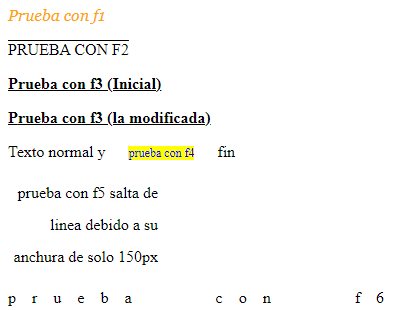 Prueba con f1
PRUEBA CON F2
Prueba con f3 (Inicial)
Prueba con f3 (la modificada)
Texto normal y prueba con f4 fin
prueba con f5 salta de
linea debido a su
anchura de solo 150px
p r u e b a c o n f 6